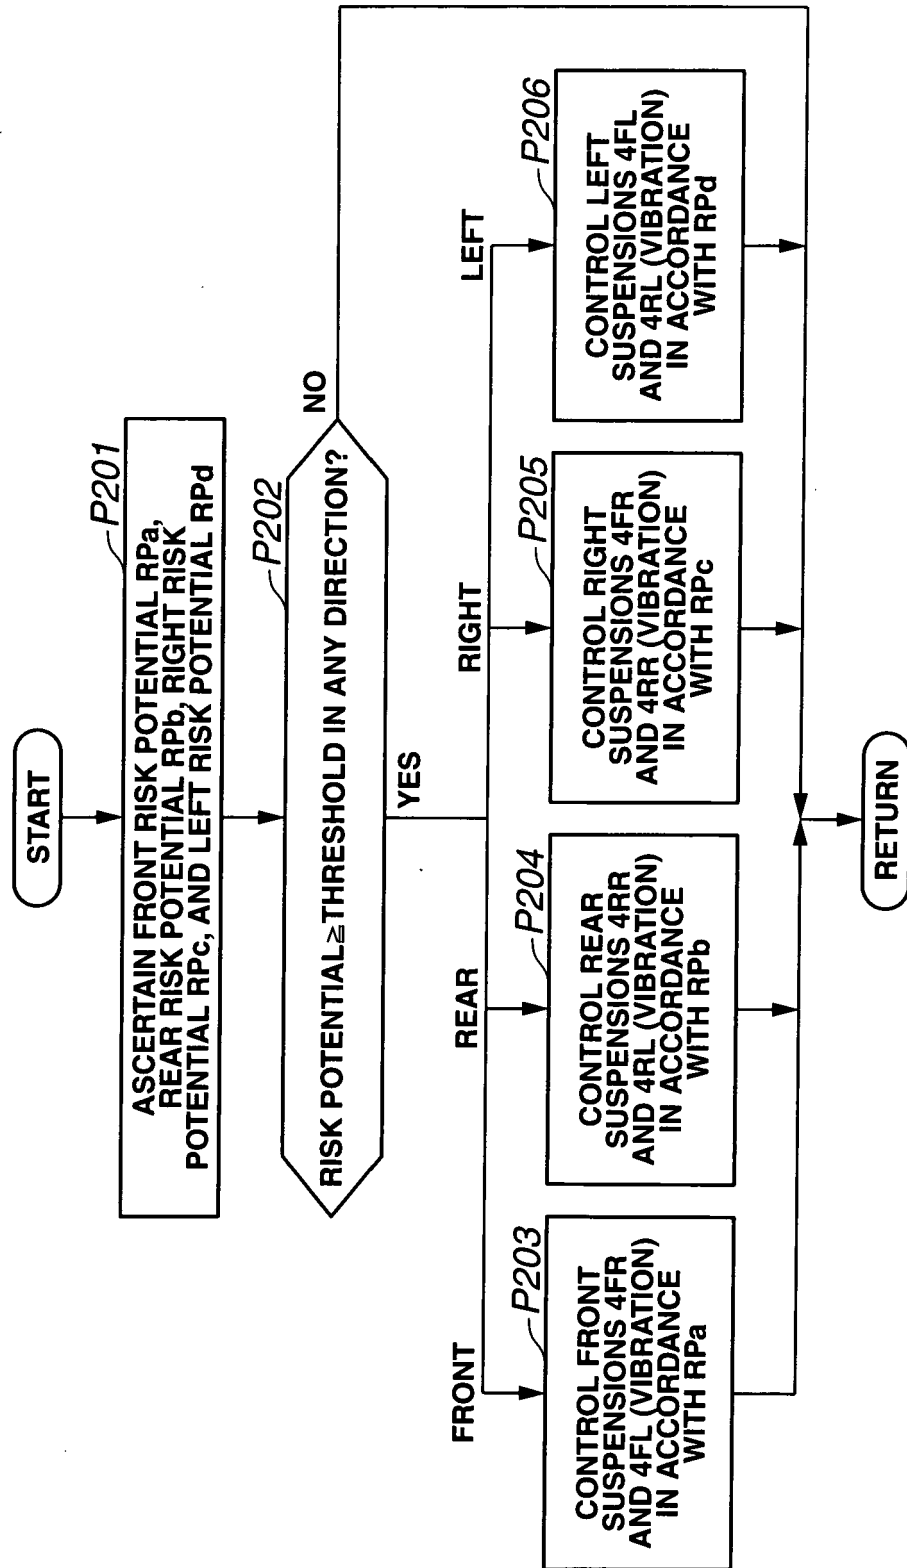 START
P201
ASCERTAIN FRONT RISK POTENTIAL RPa,
REAR RISK POTENTIAL RPb, RIGHT RISK
POTENTIAL RPc, AND LEFT RISK POTENTIAL RPd
P202
RISK POTENTIAL≧THRESHOLD IN ANY DIRECTION?
NO
YES
FRONT
REAR
RIGHT
LEFT
P203
CONTROL FRONT
SUSPENSIONS 4FR
AND 4FL (VIBRATION)
IN ACCORDANCE
WITH RPa
P204
CONTROL REAR
SUSPENSIONS 4RR
AND 4RL (VIBRATION)
IN ACCORDANCE
WITH RPb
P205
CONTROL RIGHT
SUSPENSIONS 4FR
AND 4RR (VIBRATION)
IN ACCORDANCE
WITH RPc
P206
CONTROL LEFT
SUSPENSIONS 4FL
AND 4RL (VIBRATION)
IN ACCORDANCE
WITH RPd
RETURN